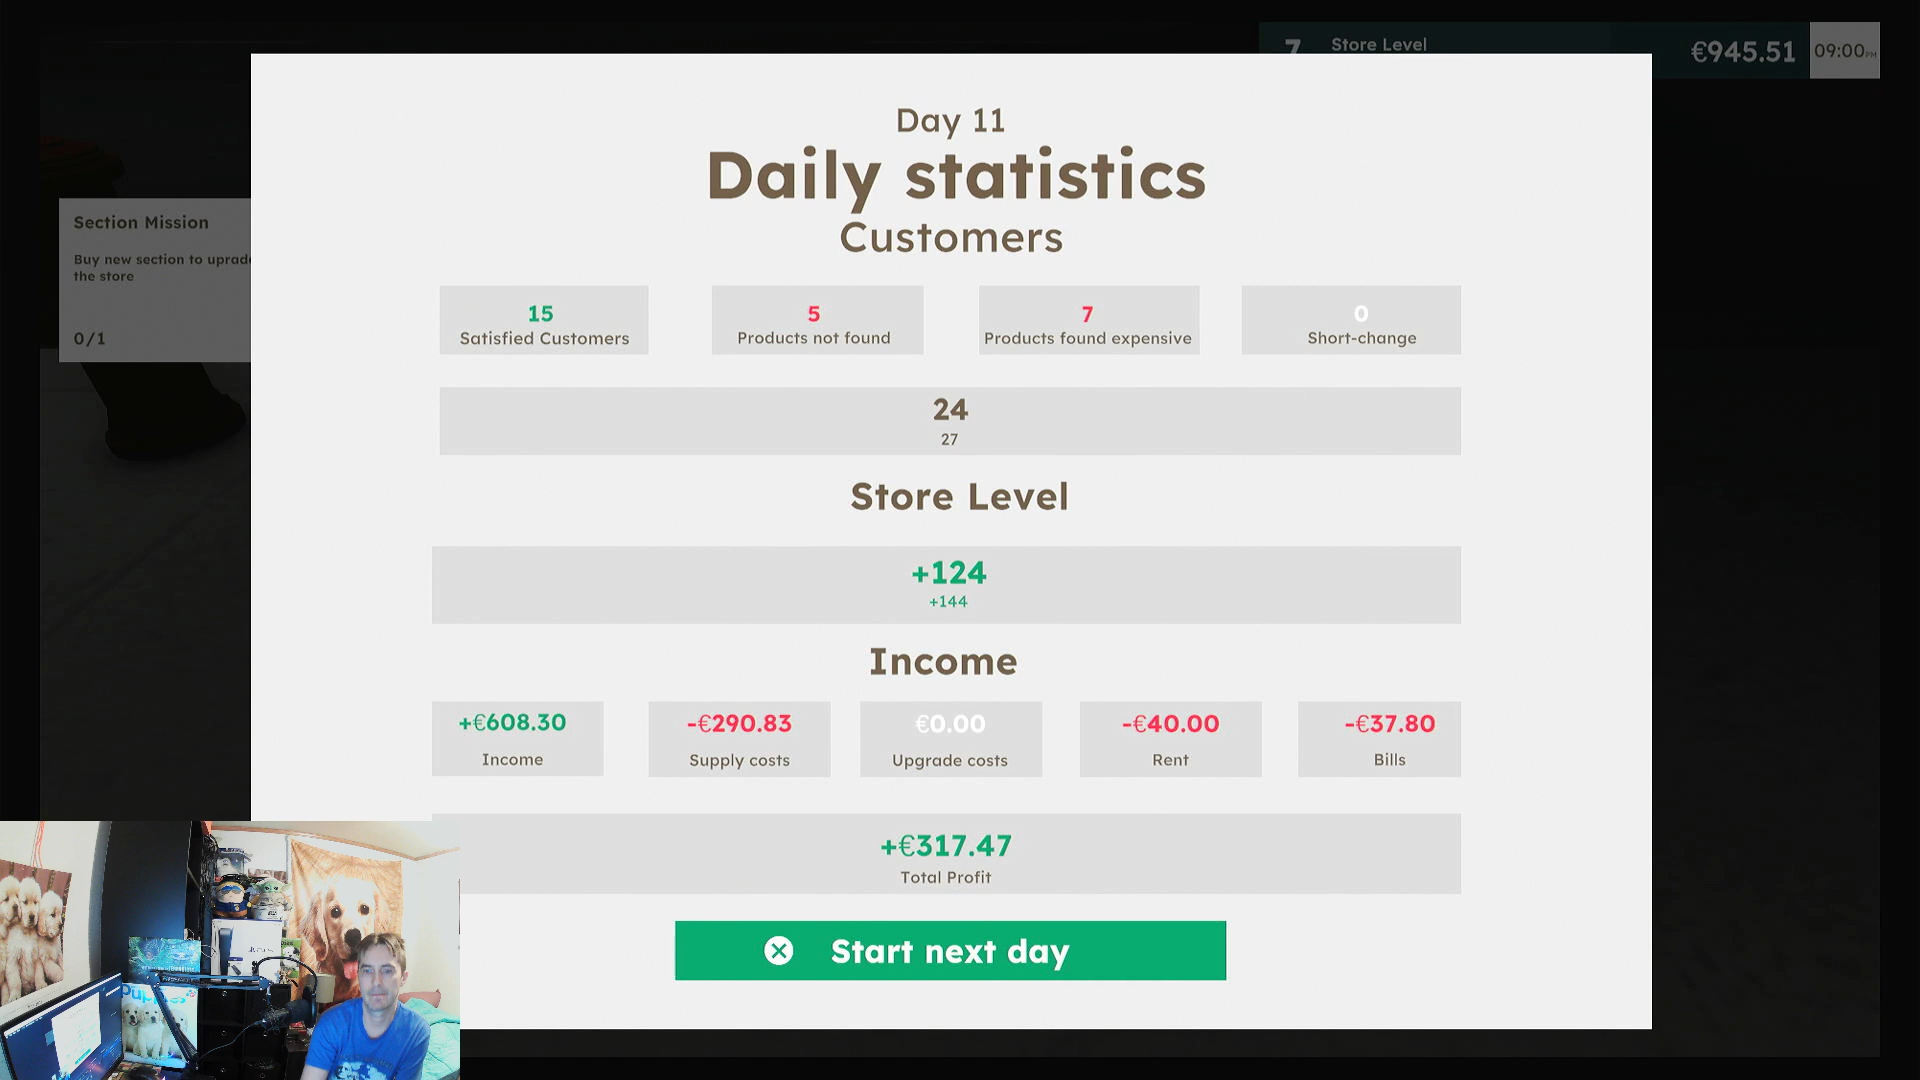 7
Store Level
€945.51
09:00PM
Day 11
Daily statistics
Customers
Section Mission
Buy new section to uprade
the store
0/1
15
Satisfied Customers
5
Products not found
7
Products found expensive
0
Short-change
24
27
Store Level
+124
+144
Income
+€608.30
Income
-€290.83
Supply costs
€0.00
Upgrade costs
-€40.00
Rent
-€37.80
Bills
+€317.47
Total Profit
Start next day